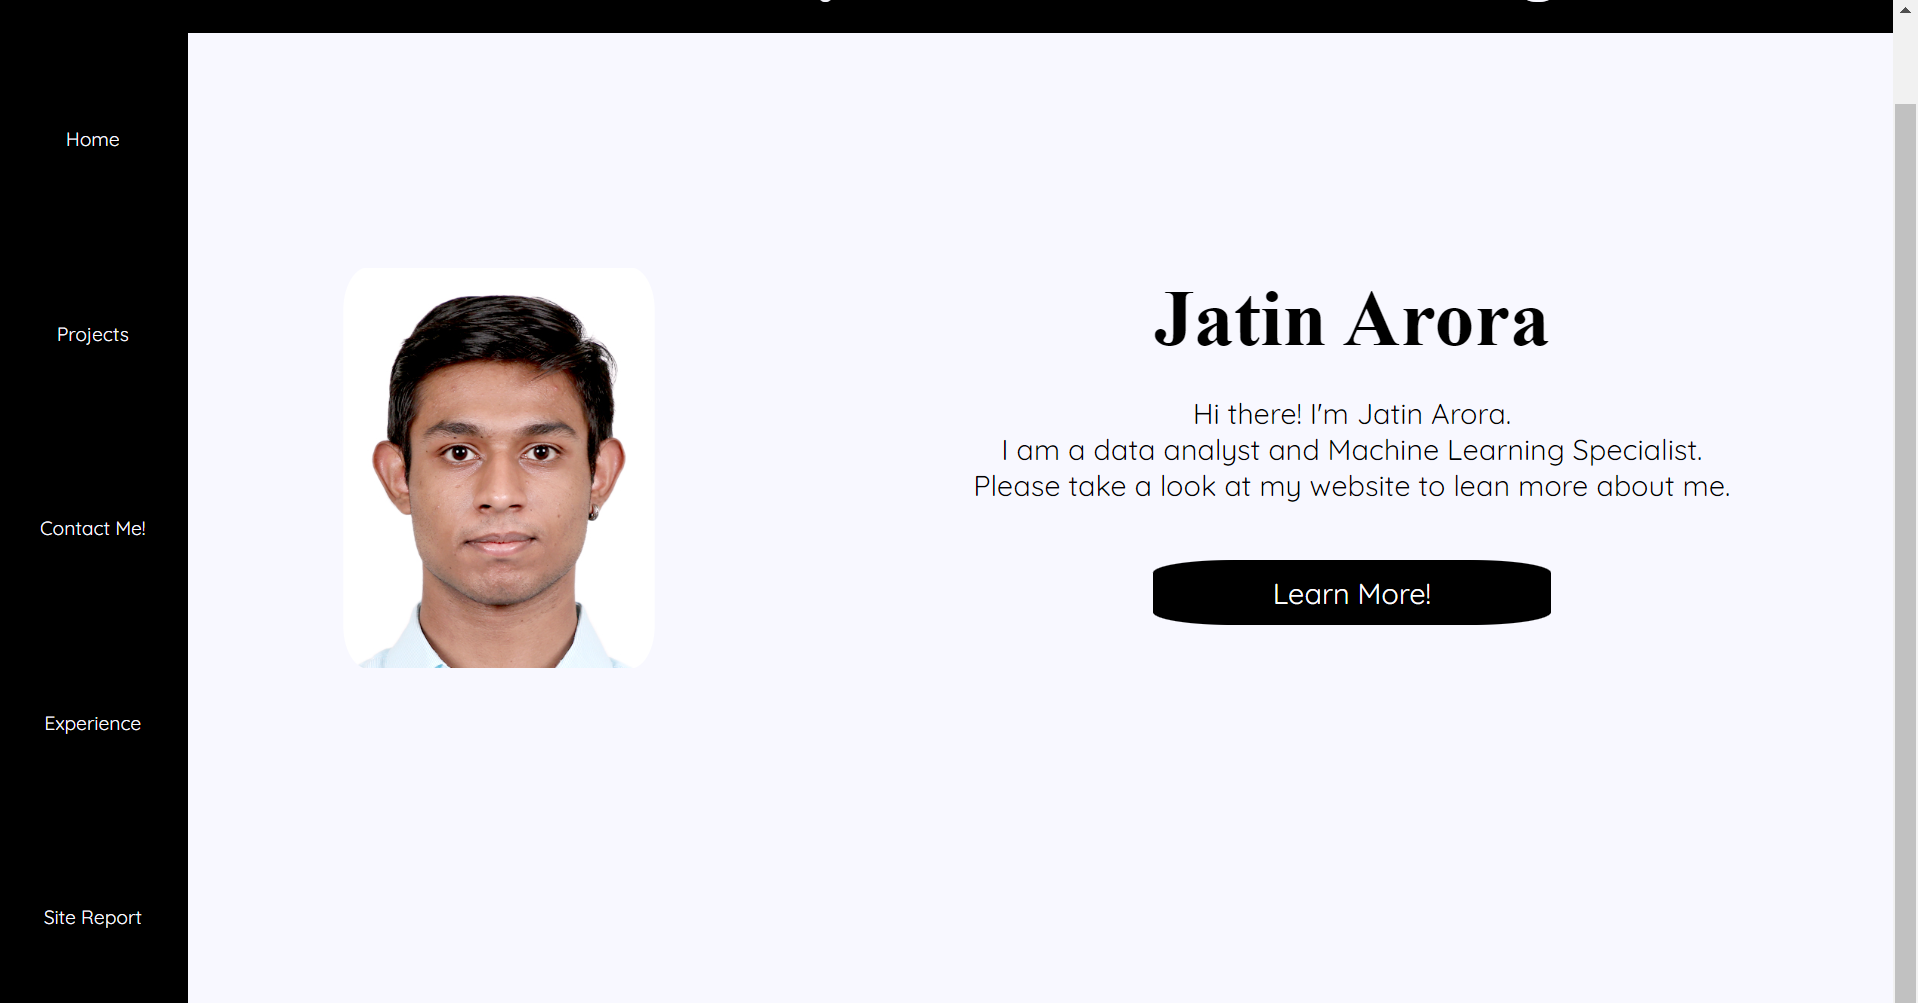 Home
Projects
Contact Me!
Experience
Site Report
Jatin Arora
Hi there! I'm Jatin Arora.
I am a data analyst and Machine Learning Specialist.
Please take a look at my website to lean more about me.
Learn More!